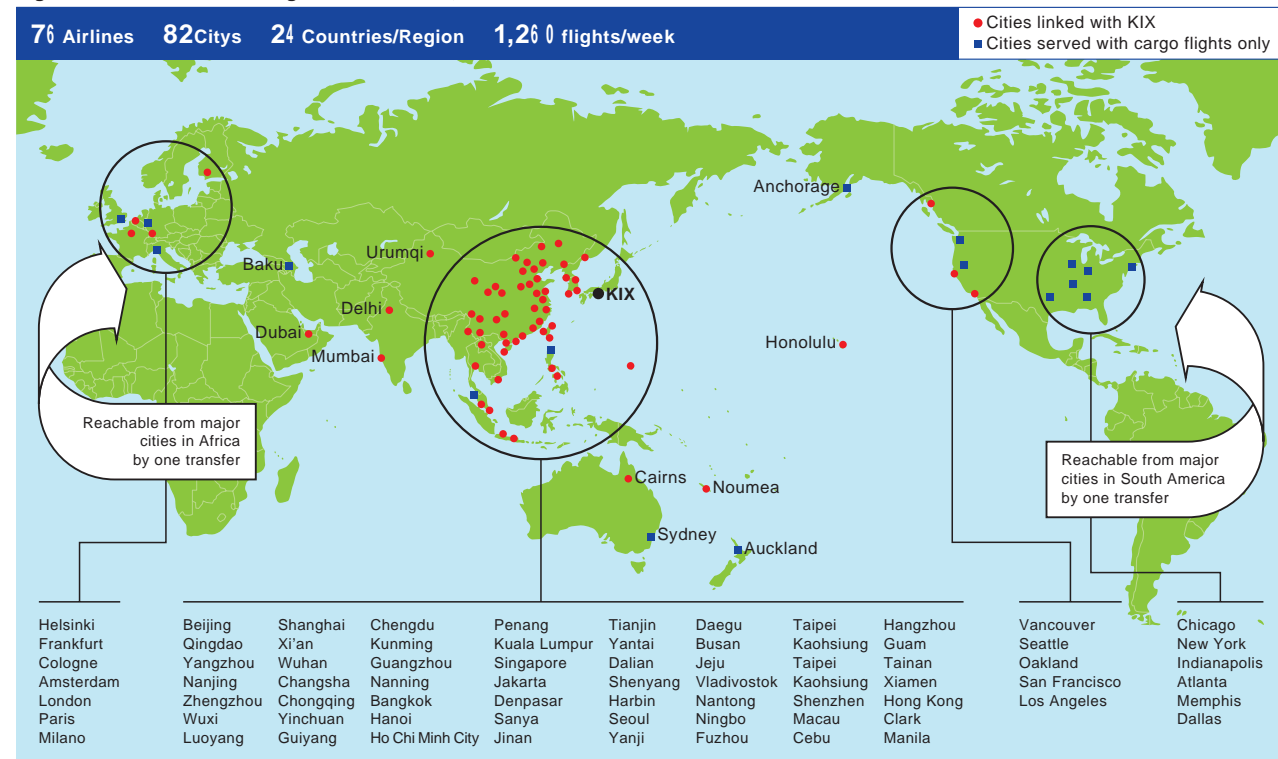 76 Airlines 82Citys 24 Countries/Region 1,260 flights/week
Cities linked with KIX
Cities served with cargo flights only
Anchorage
Urumqi
Baku
KIX
Delhi
Dubai
Mumbai
Honolulu
Reachable from major
cities in Africa
by one transfer
Reachable from major
cities in South America
by one transfer
Cairns
Noumea
Sydney
Auckland
Helsinki
Frankfurt
Cologne
Amsterdam
London
Paris
Milano
Beijing
Qingdao
Yangzhou
Nanjing
Zhengzhou
Wuxi
Luoyang
Shanghai
Xi'an
Wuhan
Changsha
Chongqing
Yinchuan
Guiyang
Chengdu
Kunming
Guangzhou
Nanning
Bangkok
Hanoi
Ho Chi Minh City
Penang
Kuala Lumpur
Singapore
Jakarta
Denpasar
Sanya
Jinan
Tianjin
Yantai
Dalian
Shenyang
Harbin
Seoul
Yanji
Daegu
Busan
Jeju
Vladivostok
Nantong
Ningbo
Fuzhou
Taipei
Kaohsiung
Taipei
Kaohsiung
Shenzhen
Macau
Cebu
Hangzhou
Guam
Tainan
Xiamen
Hong Kong
Clark
Manila
Vancouver
Seattle
Oakland
San Francisco
Los Angeles
Chicago
New York
Indianapolis
Atlanta
Memphis
Dallas